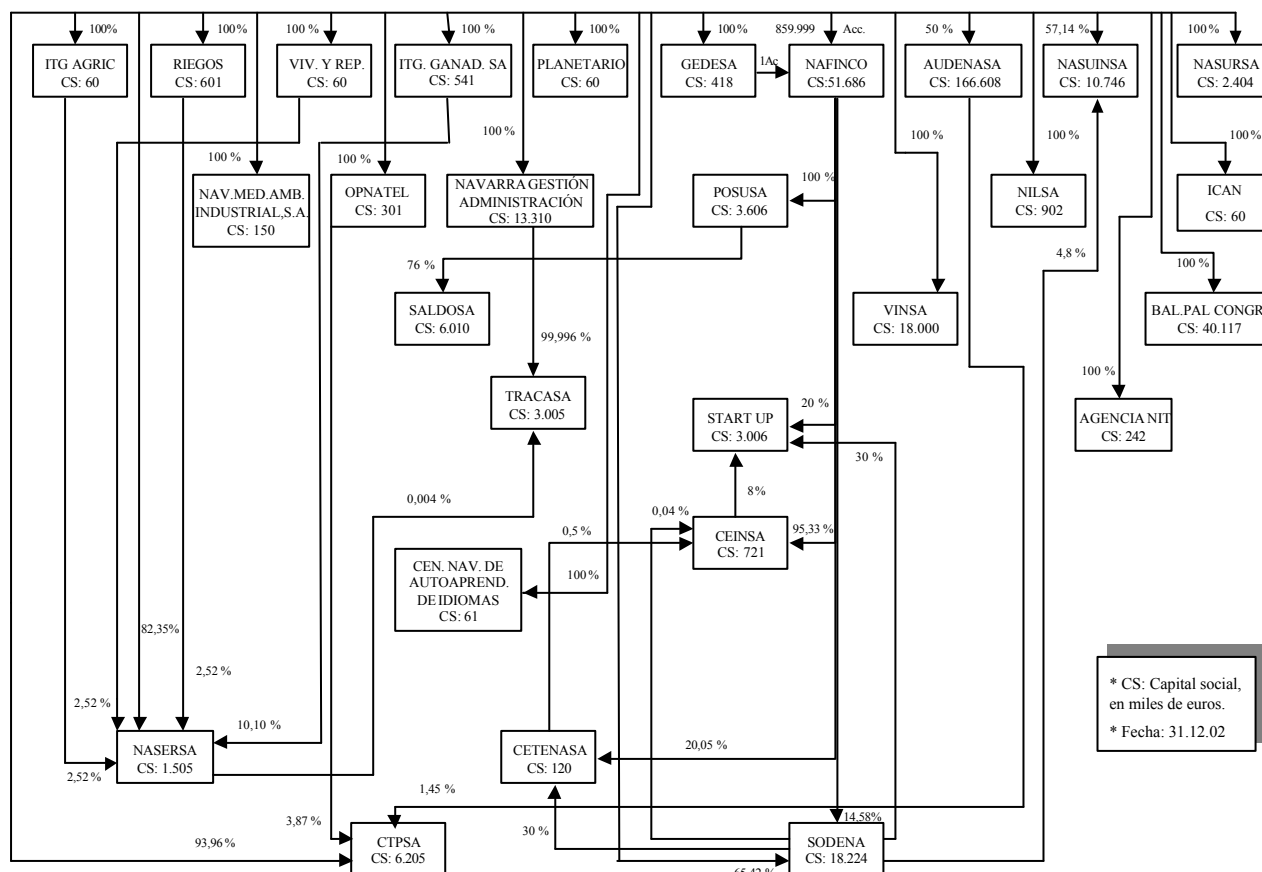 100%
100%
100 %
100 %
100%
100%
859.999 Acc.
50 %
57,14 %
100 %
ITG AGRIC
CS: 60
RIEGOS
CS: 601
VIV. Y REP.
CS: 60
ITG. GANAD. SA
CS: 541
PLANETARIO
CS: 60
GEDESA
CS: 418
1Ac
NAFINCO
CS:51.686
AUDENASA
CS: 166.608
NASUINSA
CS: 10.746
NASURSA
CS: 2.404
100 %
100 %
100 %
100 %
100 %
100%
NAV.MED.AMB.
INDUSTRIAL,S.A.
CS: 150
OPNATEL
CS: 301
NAVARRA GESTIÓN
ADMINISTRACIÓN
CS: 13.310
POSUSA
CS: 3.606
100 %
NILSA
CS: 902
ICAN
CS: 60
76 %
4,8 %
100 %
SALDOSA
CS: 6.010
VINSA
CS: 18.000
BAL.PAL CONGR
CS: 40.117
99,996 %
100 %
TRACASA
CS: 3.005
START UP
CS: 3.006
20 %
AGENCIA NIT
CS: 242
30 %
8%
0,004 %
0,04 %
0,5 %
95,33 %
CEINSA
CS: 721
CEN. NAV. DE
AUTOAPREND.
DE IDIOMAS
CS: 61
100%
82,35%
2,52 %
2,52 %
10,10 %
* CS: Capital social,
en miles de euros.
* Fecha: 31.12.02
NASERSA
CS: 1.505
CETENASA
CS: 120
20,05 %
2,52 %
1,45 %
3,87 %
30 %
14,58%
93,96%
CTPSA
CS: 6.205
SODENA
CS: 18.224
65,42 %